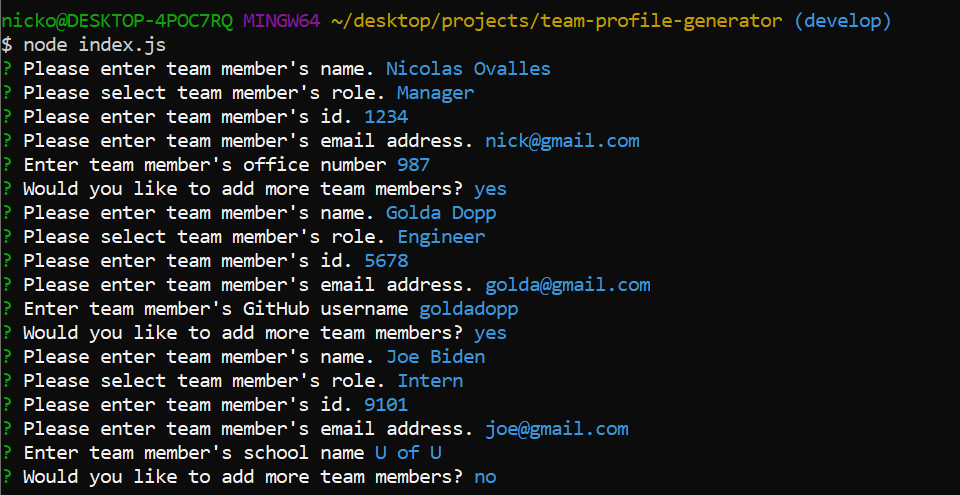 nicko@DESKTOP-4POC7RQ MINGW64 ~/desktop/projects/team-profile-generator (develop)
$ node index.js
? Please enter team member's name. Nicolas Ovalles
? Please select team member's role. Manager
? Please enter team member's id. 1234
? Please enter team member's email address. nick@gmail.com
? Enter team member's office number 987
? Would you like to add more team members? yes
? Please enter team member's name. Golda Dopp
? Please select team member's role. Engineer
? Please enter team member's id. 5678
? Please enter team member's email address. golda@gmail.com
? Enter team member's GitHub username goldadopp
? Would you like to add more team members? yes
? Please enter team member's name. Joe Biden
? Please select team member's role. Intern
? Please enter team member's id. 9101
? Please enter team member's email address. joe@gmail.com
? Enter team member's school name U of U
? Would you like to add more team members? no